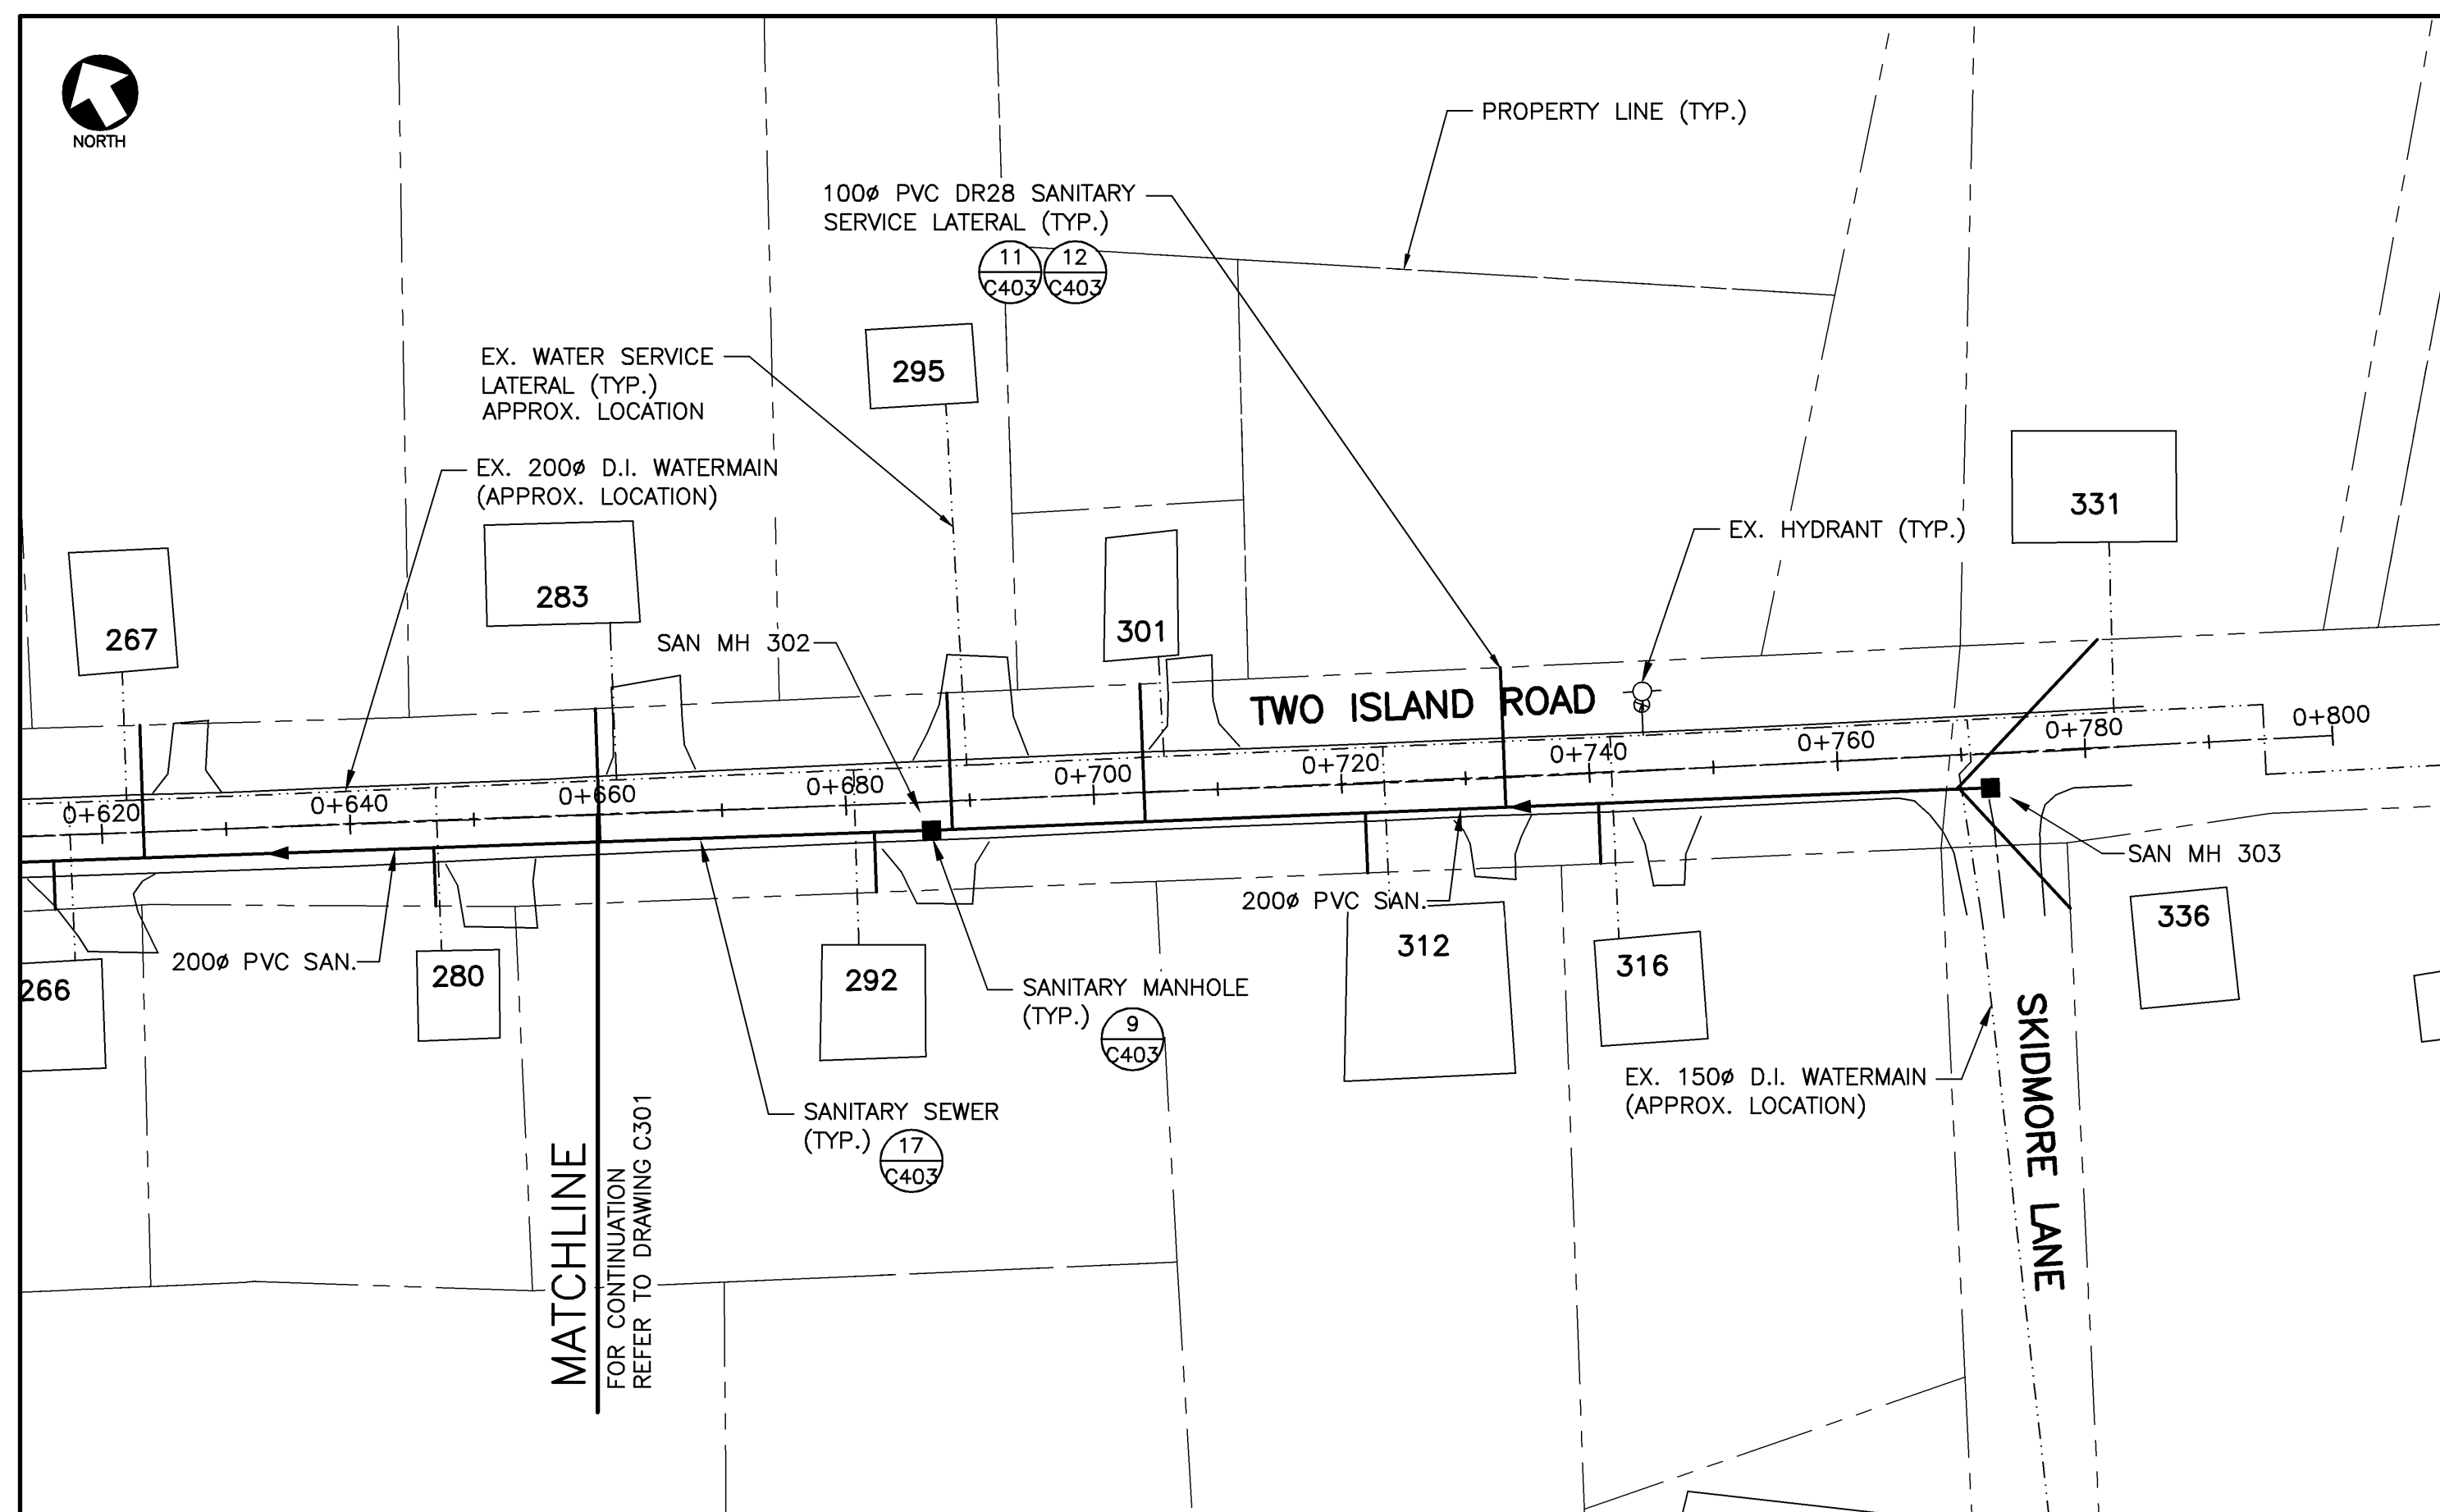 NORTH
PROPERTY LINE (TYP.)
100ø PVC DR28 SANITARY
SERVICE LATERAL (TYP.)
11
C403
12
C403
EX. WATER SERVICE
LATERAL (TYP.)
APPROX. LOCATION
295
EX. 200ø D.I. WATERMAIN
(APPROX. LOCATION)
331
EX. HYDRANT (TYP.)
283
267
SAN MH 302
301
TWO ISLAND ROAD
0+620
0+640
0+660
0+680
0+700
0+720
0+740
0+760
0+780
0+800
SAN MH 303
200ø PVC SAN.
200ø PVC SAN.
266
280
292
312
316
336
SANITARY MANHOLE
(TYP.)
9
C403
SANITARY SEWER
(TYP.)
17
C403
EX. 150ø D.I. WATERMAIN
(APPROX. LOCATION)
SKIDMORE LANE
MATCHLINE
FOR CONTINUATION
REFER TO DRAWING C301